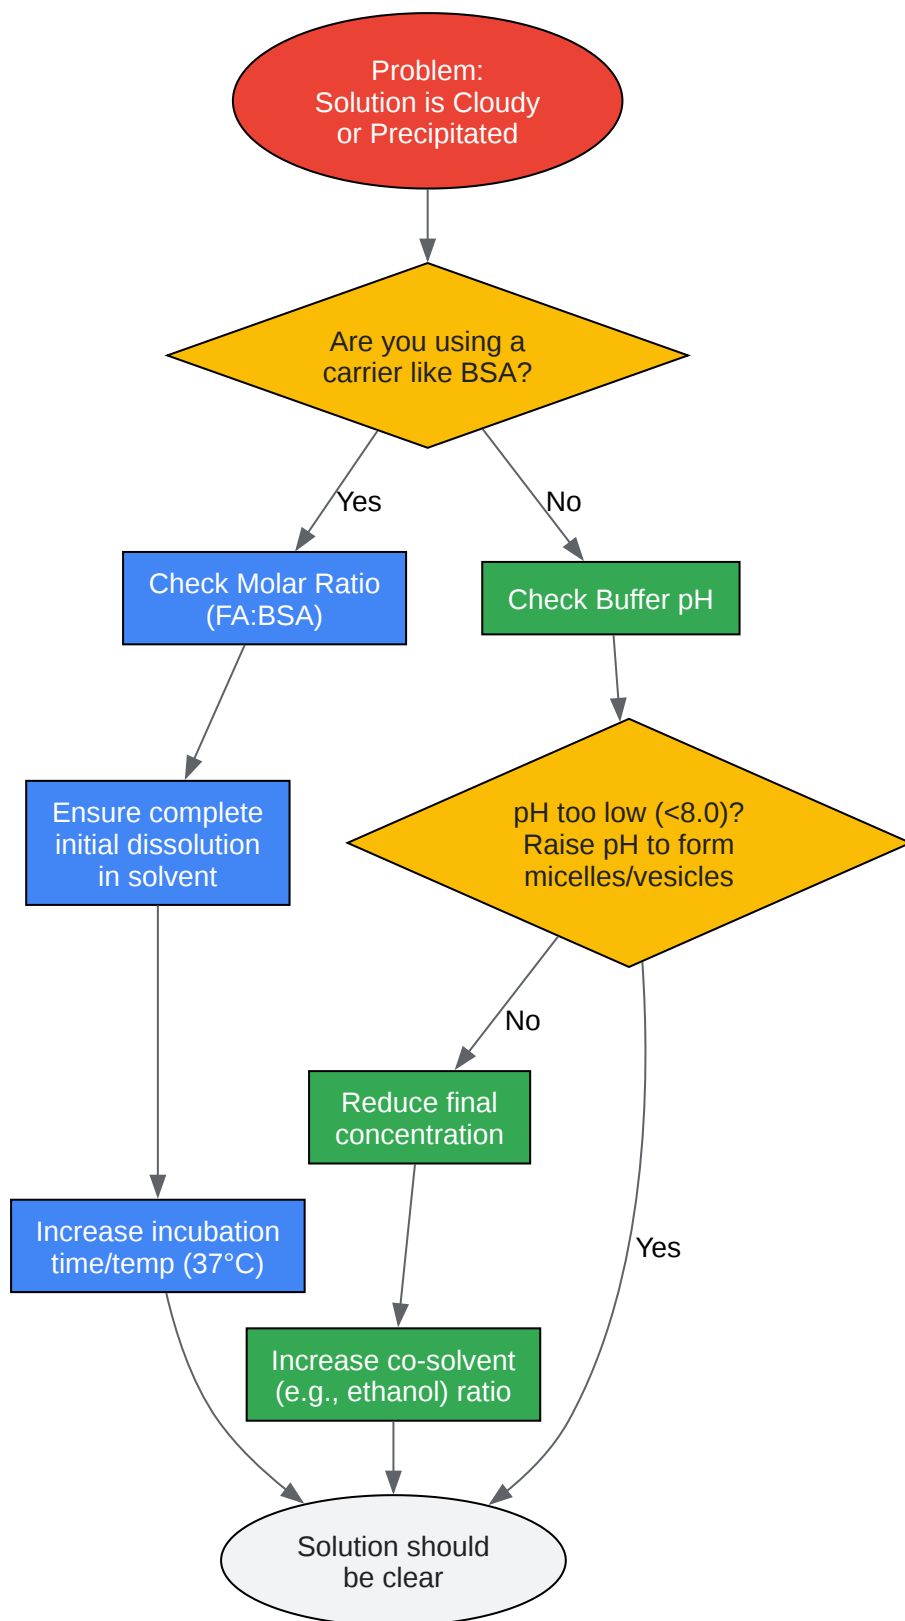 Problem:
Solution is Cloudy
or Precipitated
Are you using a
carrier like BSA?
Yes
No
Check Molar Ratio
(FA:BSA)
Check Buffer pH
Ensure complete
initial dissolution
in solvent
pH too low (<8.0)?
Raise pH to form
micelles/vesicles
No
Reduce final
concentration
Increase incubation
time/temp (37°C)
Yes
Increase co-solvent
(e.g., ethanol) ratio
Solution should
be clear